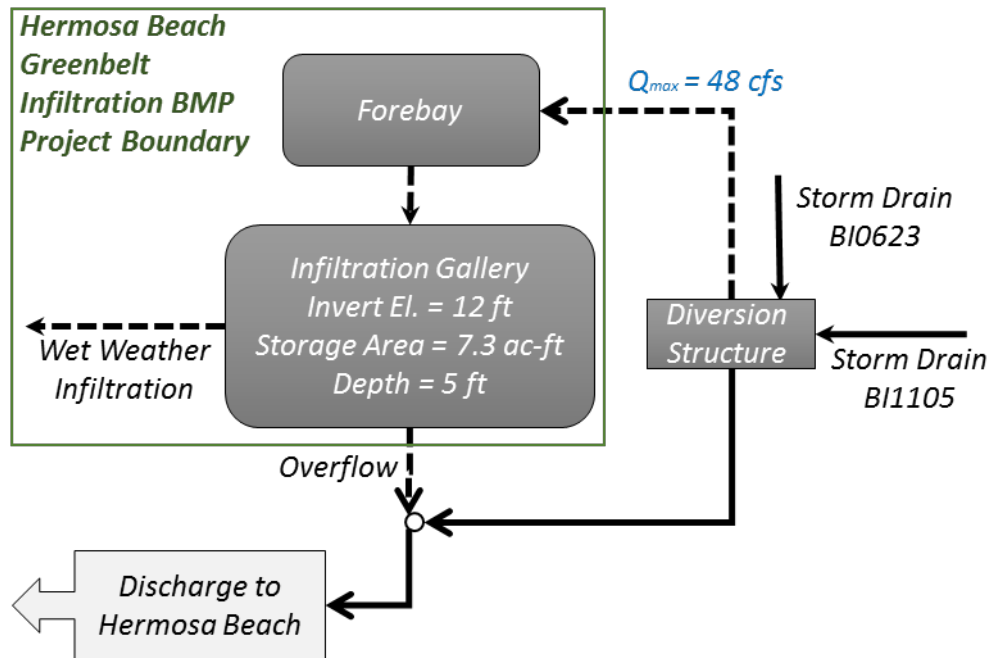 Hermosa Beach
Greenbelt
Infiltration BMP
Project Boundary
Forebay
Qmax = 48 cfs
Storm Drain
BI0623
Infiltration Gallery
Invert El. = 12 ft
Storage Area = 7.3 ac-ft
Depth = 5 ft
Diversion
Structure
Wet Weather
Infiltration
Storm Drain
BI1105
Overflow
Discharge to
Hermosa Beach